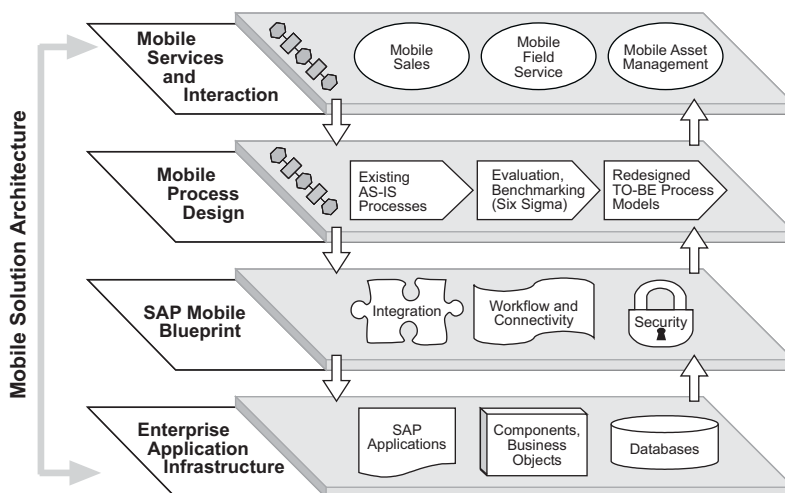 Mobile Solution Architecture
Mobile
Services
and
Interaction
Mobile
Sales
Mobile
Field
Service
Mobile Asset
Management
Mobile
Process
Design
Existing
AS-IS
Processes
Evaluation,
Benchmarking
(Six Sigma)
Redesigned
TO-BE Process
Models
SAP Mobile
Blueprint
Integration
Workflow and
Connectivity
Security
Enterprise
Application
Infrastructure
SAP
Applications
Components,
Business
Objects
Databases